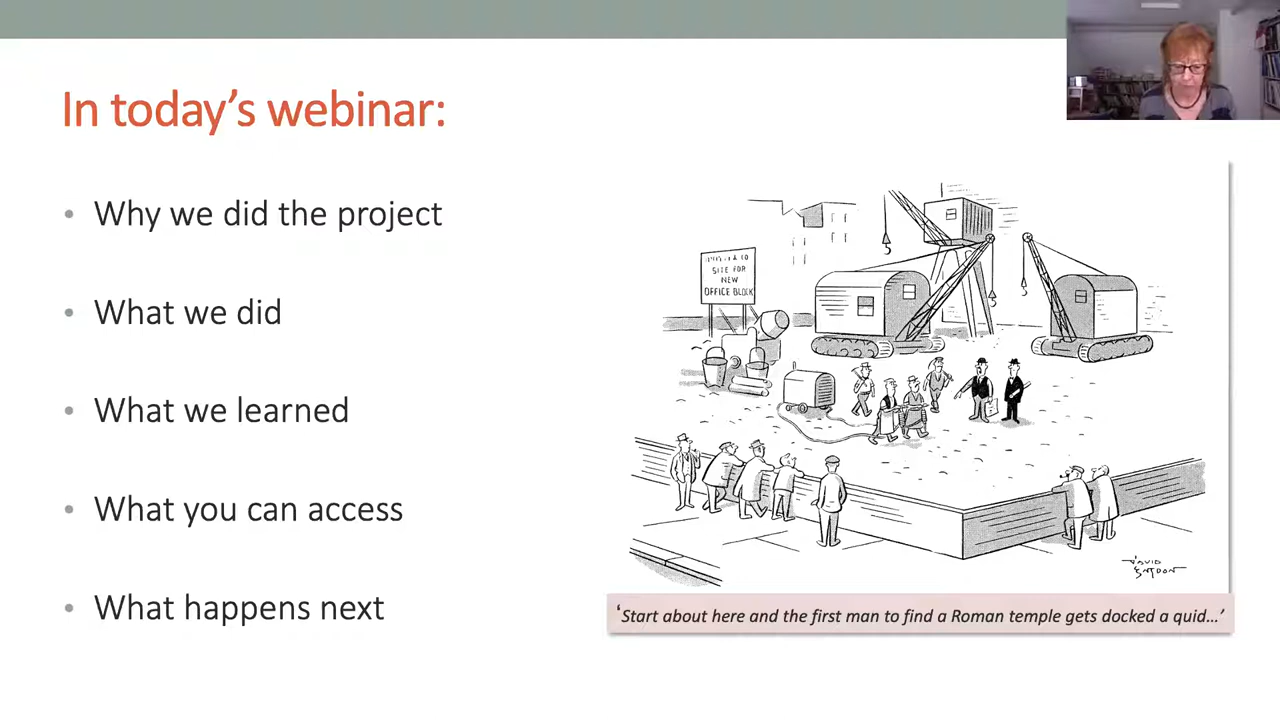 In today's webinar:
• Why we did the project
• What we did
• What we learned
• What you can access
• What happens next
SITE FOR
NEW
OFFICE BLOCK
DAVID
'Start about here and the first man to find a Roman temple gets docked a quid...'